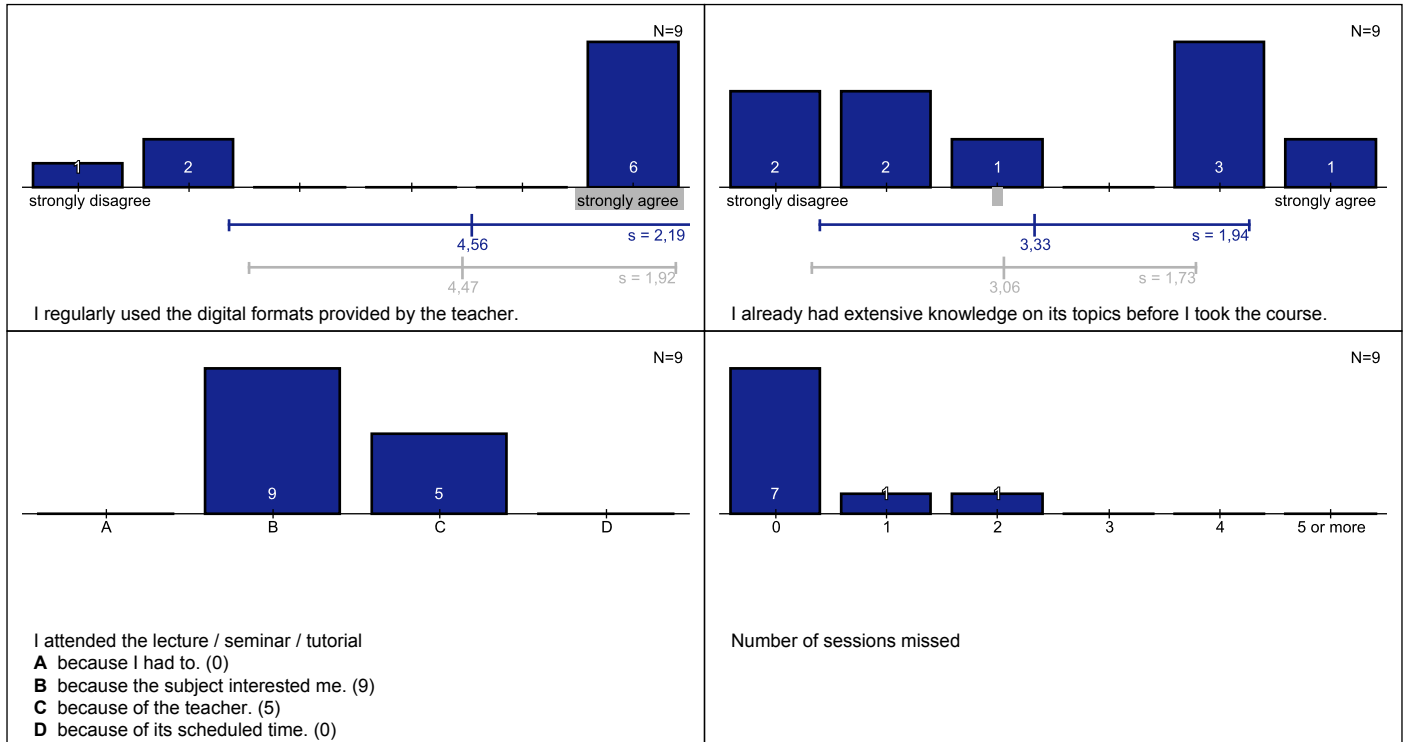 N=9
1
2
6
strongly disagree
strongly agree
4,56
s = 2,19
4,47
s = 1,92
I regularly used the digital formats provided by the teacher.
N=9
2
2
1
3
1
strongly disagree
strongly agree
3,33
s = 1,94
3,06
s = 1,73
I already had extensive knowledge on its topics before I took the course.
N=9
9
5
A
B
C
D
I attended the lecture / seminar / tutorial
A because I had to. (0)
B because the subject interested me. (9)
C because of the teacher. (5)
D because of its scheduled time. (0)
N=9
7
1
1
0
1
2
3
4
5 or more
Number of sessions missed